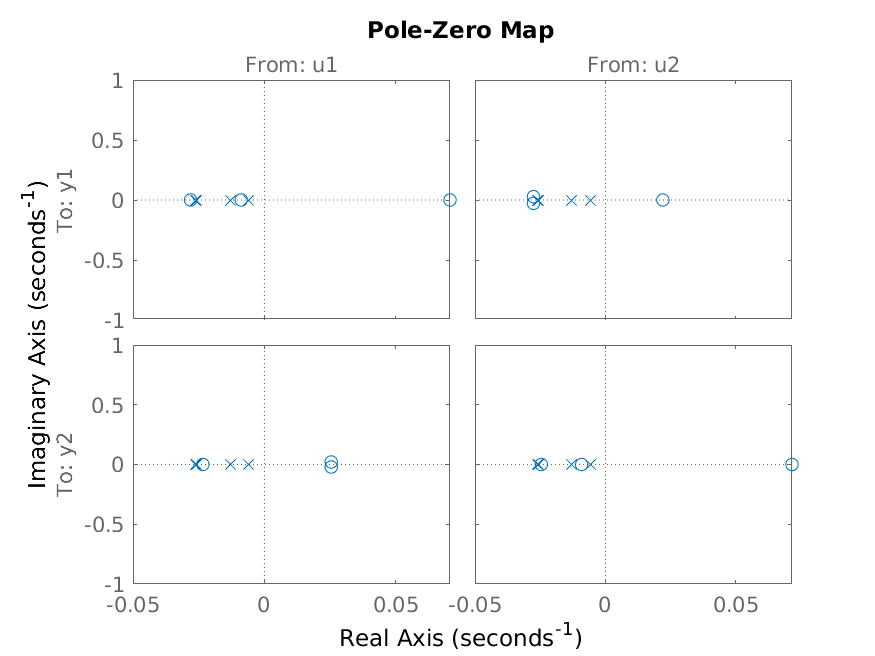 Pole-Zero Map
From: u1
From: u2
Imaginary Axis (seconds⁻¹)
To: y1
1
0.5
0
-0.5
-1
To: y2
1
0.5
0
-0.5
-1
-0.05
0
0.05
-0.05
0
0.05
Real Axis (seconds⁻¹)